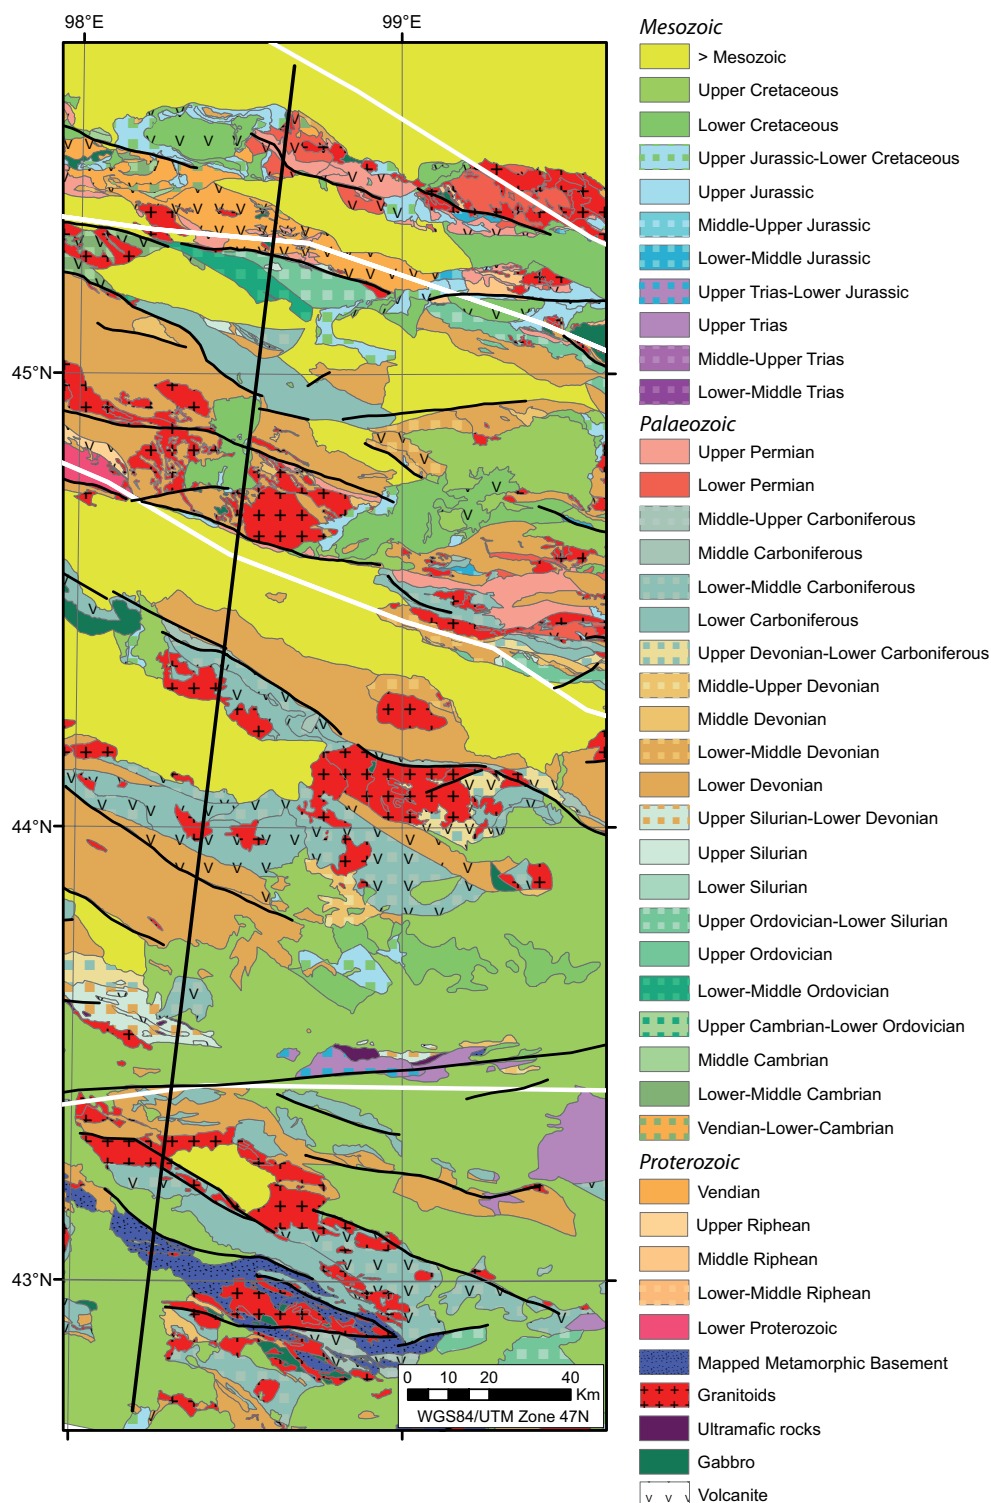 98°E
99°E
45°N
44°N
43°N
0 10 20 40
Km
WGS84/UTM Zone 47N
Mesozoic
> Mesozoic
Upper Cretaceous
Lower Cretaceous
Upper Jurassic-Lower Cretaceous
Upper Jurassic
Middle-Upper Jurassic
Lower-Middle Jurassic
Upper Trias-Lower Jurassic
Upper Trias
Middle-Upper Trias
Lower-Middle Trias
Palaeozoic
Upper Permian
Lower Permian
Middle-Upper Carboniferous
Middle Carboniferous
Lower-Middle Carboniferous
Lower Carboniferous
Upper Devonian-Lower Carboniferous
Middle-Upper Devonian
Middle Devonian
Lower-Middle Devonian
Lower Devonian
Upper Silurian-Lower Devonian
Upper Silurian
Lower Silurian
Upper Ordovician-Lower Silurian
Upper Ordovician
Lower-Middle Ordovician
Upper Cambrian-Lower Ordovician
Middle Cambrian
Lower-Middle Cambrian
Vendian-Lower-Cambrian
Proterozoic
Vendian
Upper Riphean
Middle Riphean
Lower-Middle Riphean
Lower Proterozoic
Mapped Metamorphic Basement
Granitoids
Ultramafic rocks
Gabbro
Volcanite